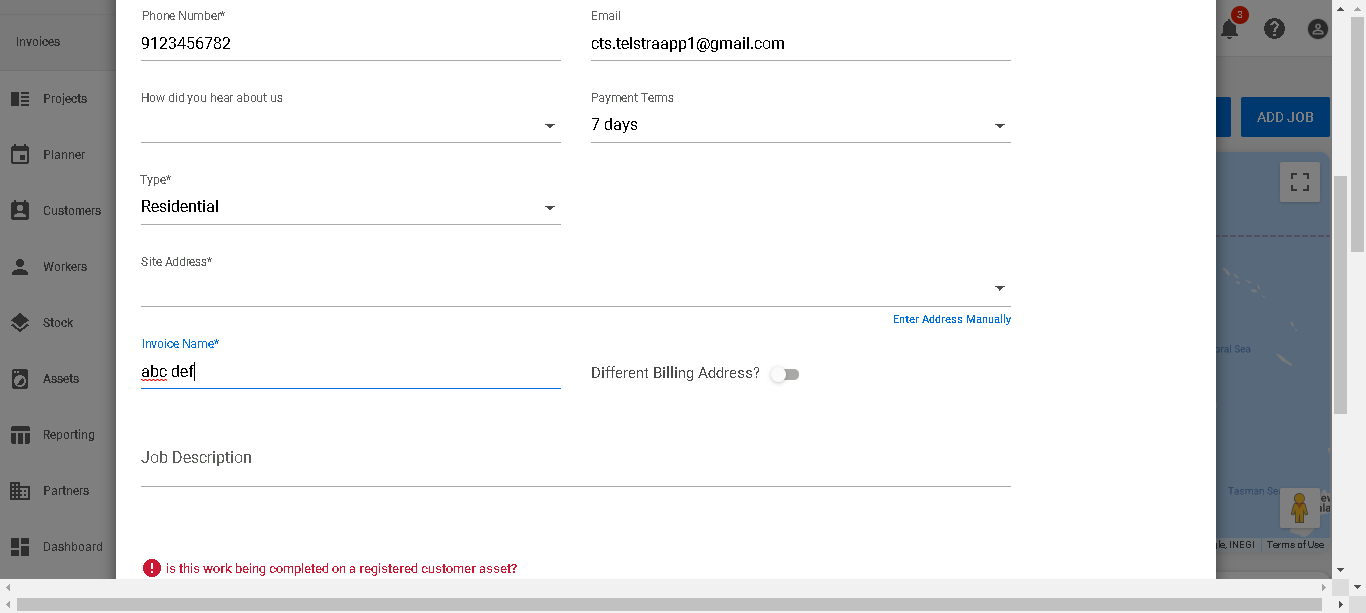 Invoices
Projects
Planner
Customers
Workers
Stock
Assets
Reporting
Partners
Dashboard
Phone Number*
9123456782
Email
cts.telstraapp1@gmail.com
How did you hear about us
Payment Terms
7 days
Type*
Residential
Site Address*
Enter Address Manually
Invoice Name*
abc def
Different Billing Address?
Job Description
! is this work being completed on a registered customer asset?
3
ADD JOB
oral Sea
Tasman Se
gle, INEGI
Terms of Use